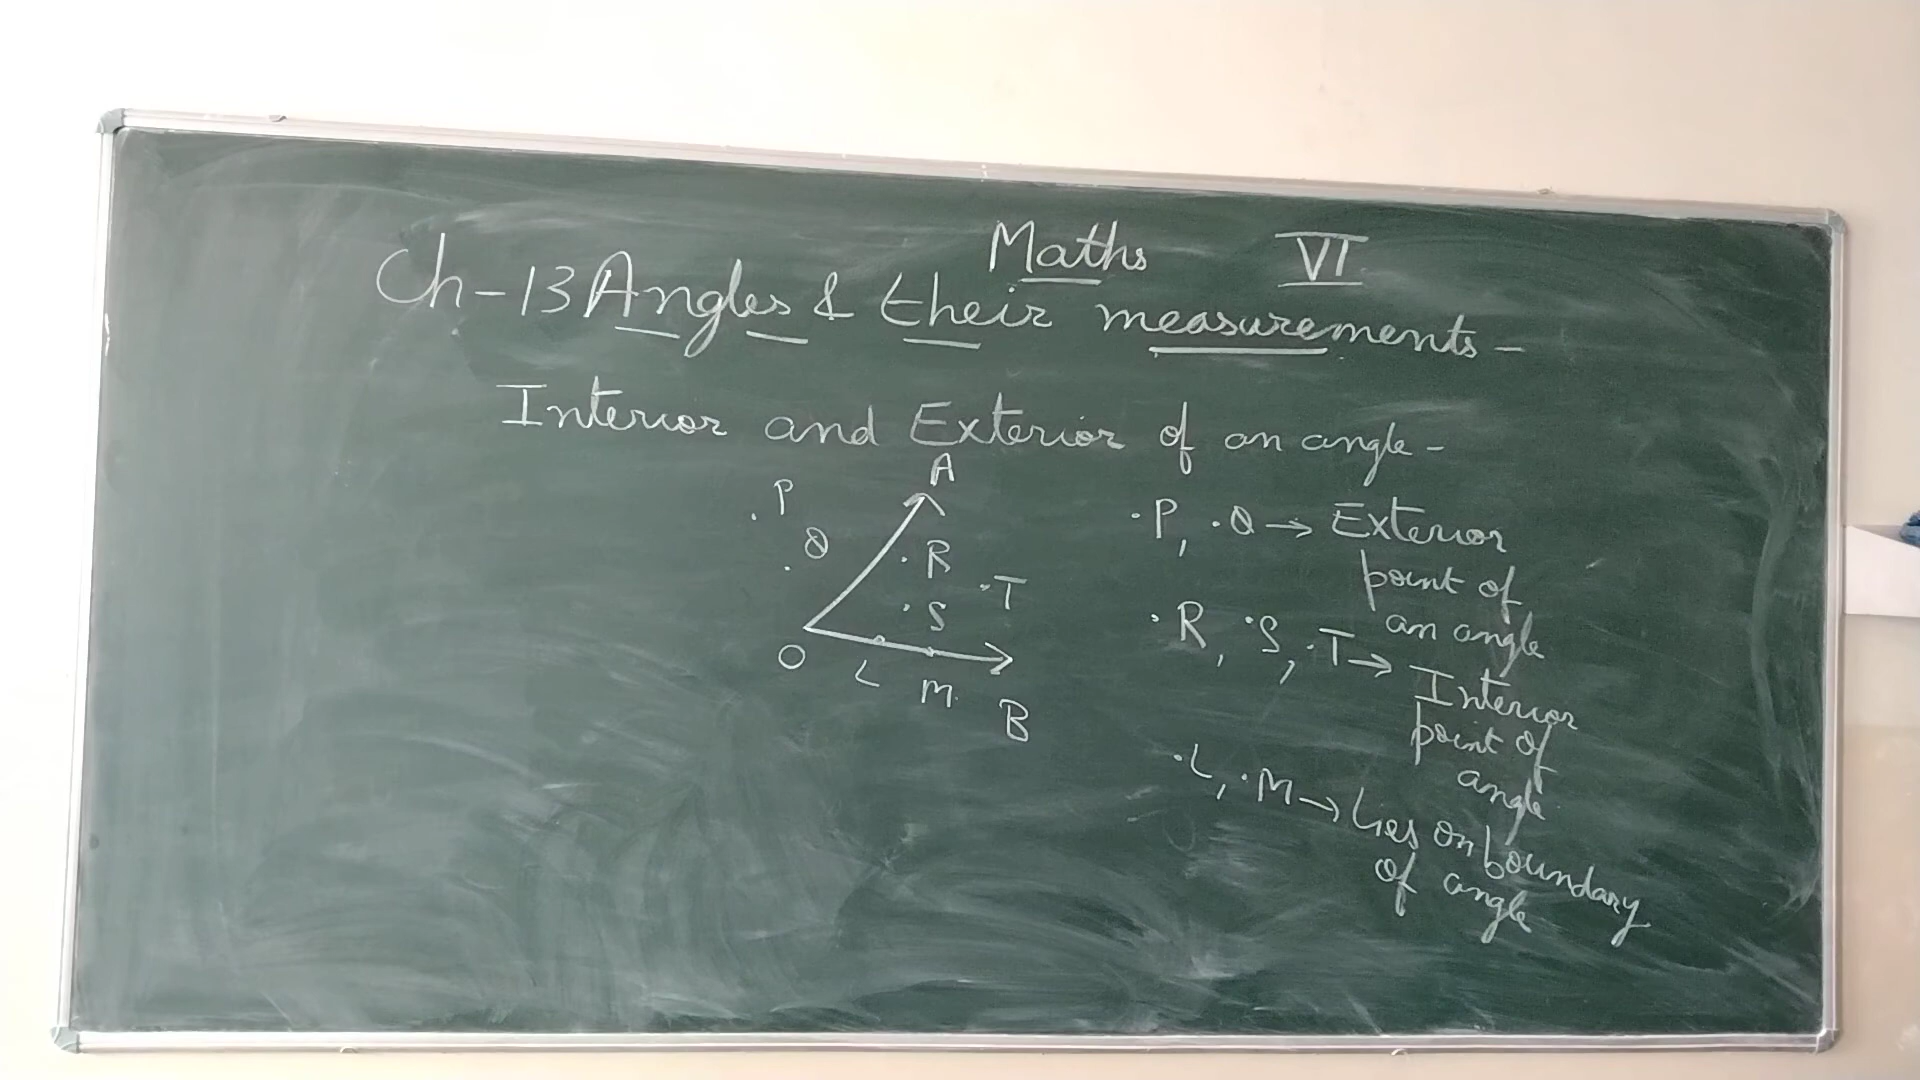 Maths VI
Ch-13 Angles & their measurements-
Interior and Exterior of an angle-
A
.P
Q
.R
.T
.S
O
L
M
B
.P, .Q → Exterior
point of
an angle
.R, .S, .T → Interior
point of
angle
.L, .M → Lies on boundary
of angle